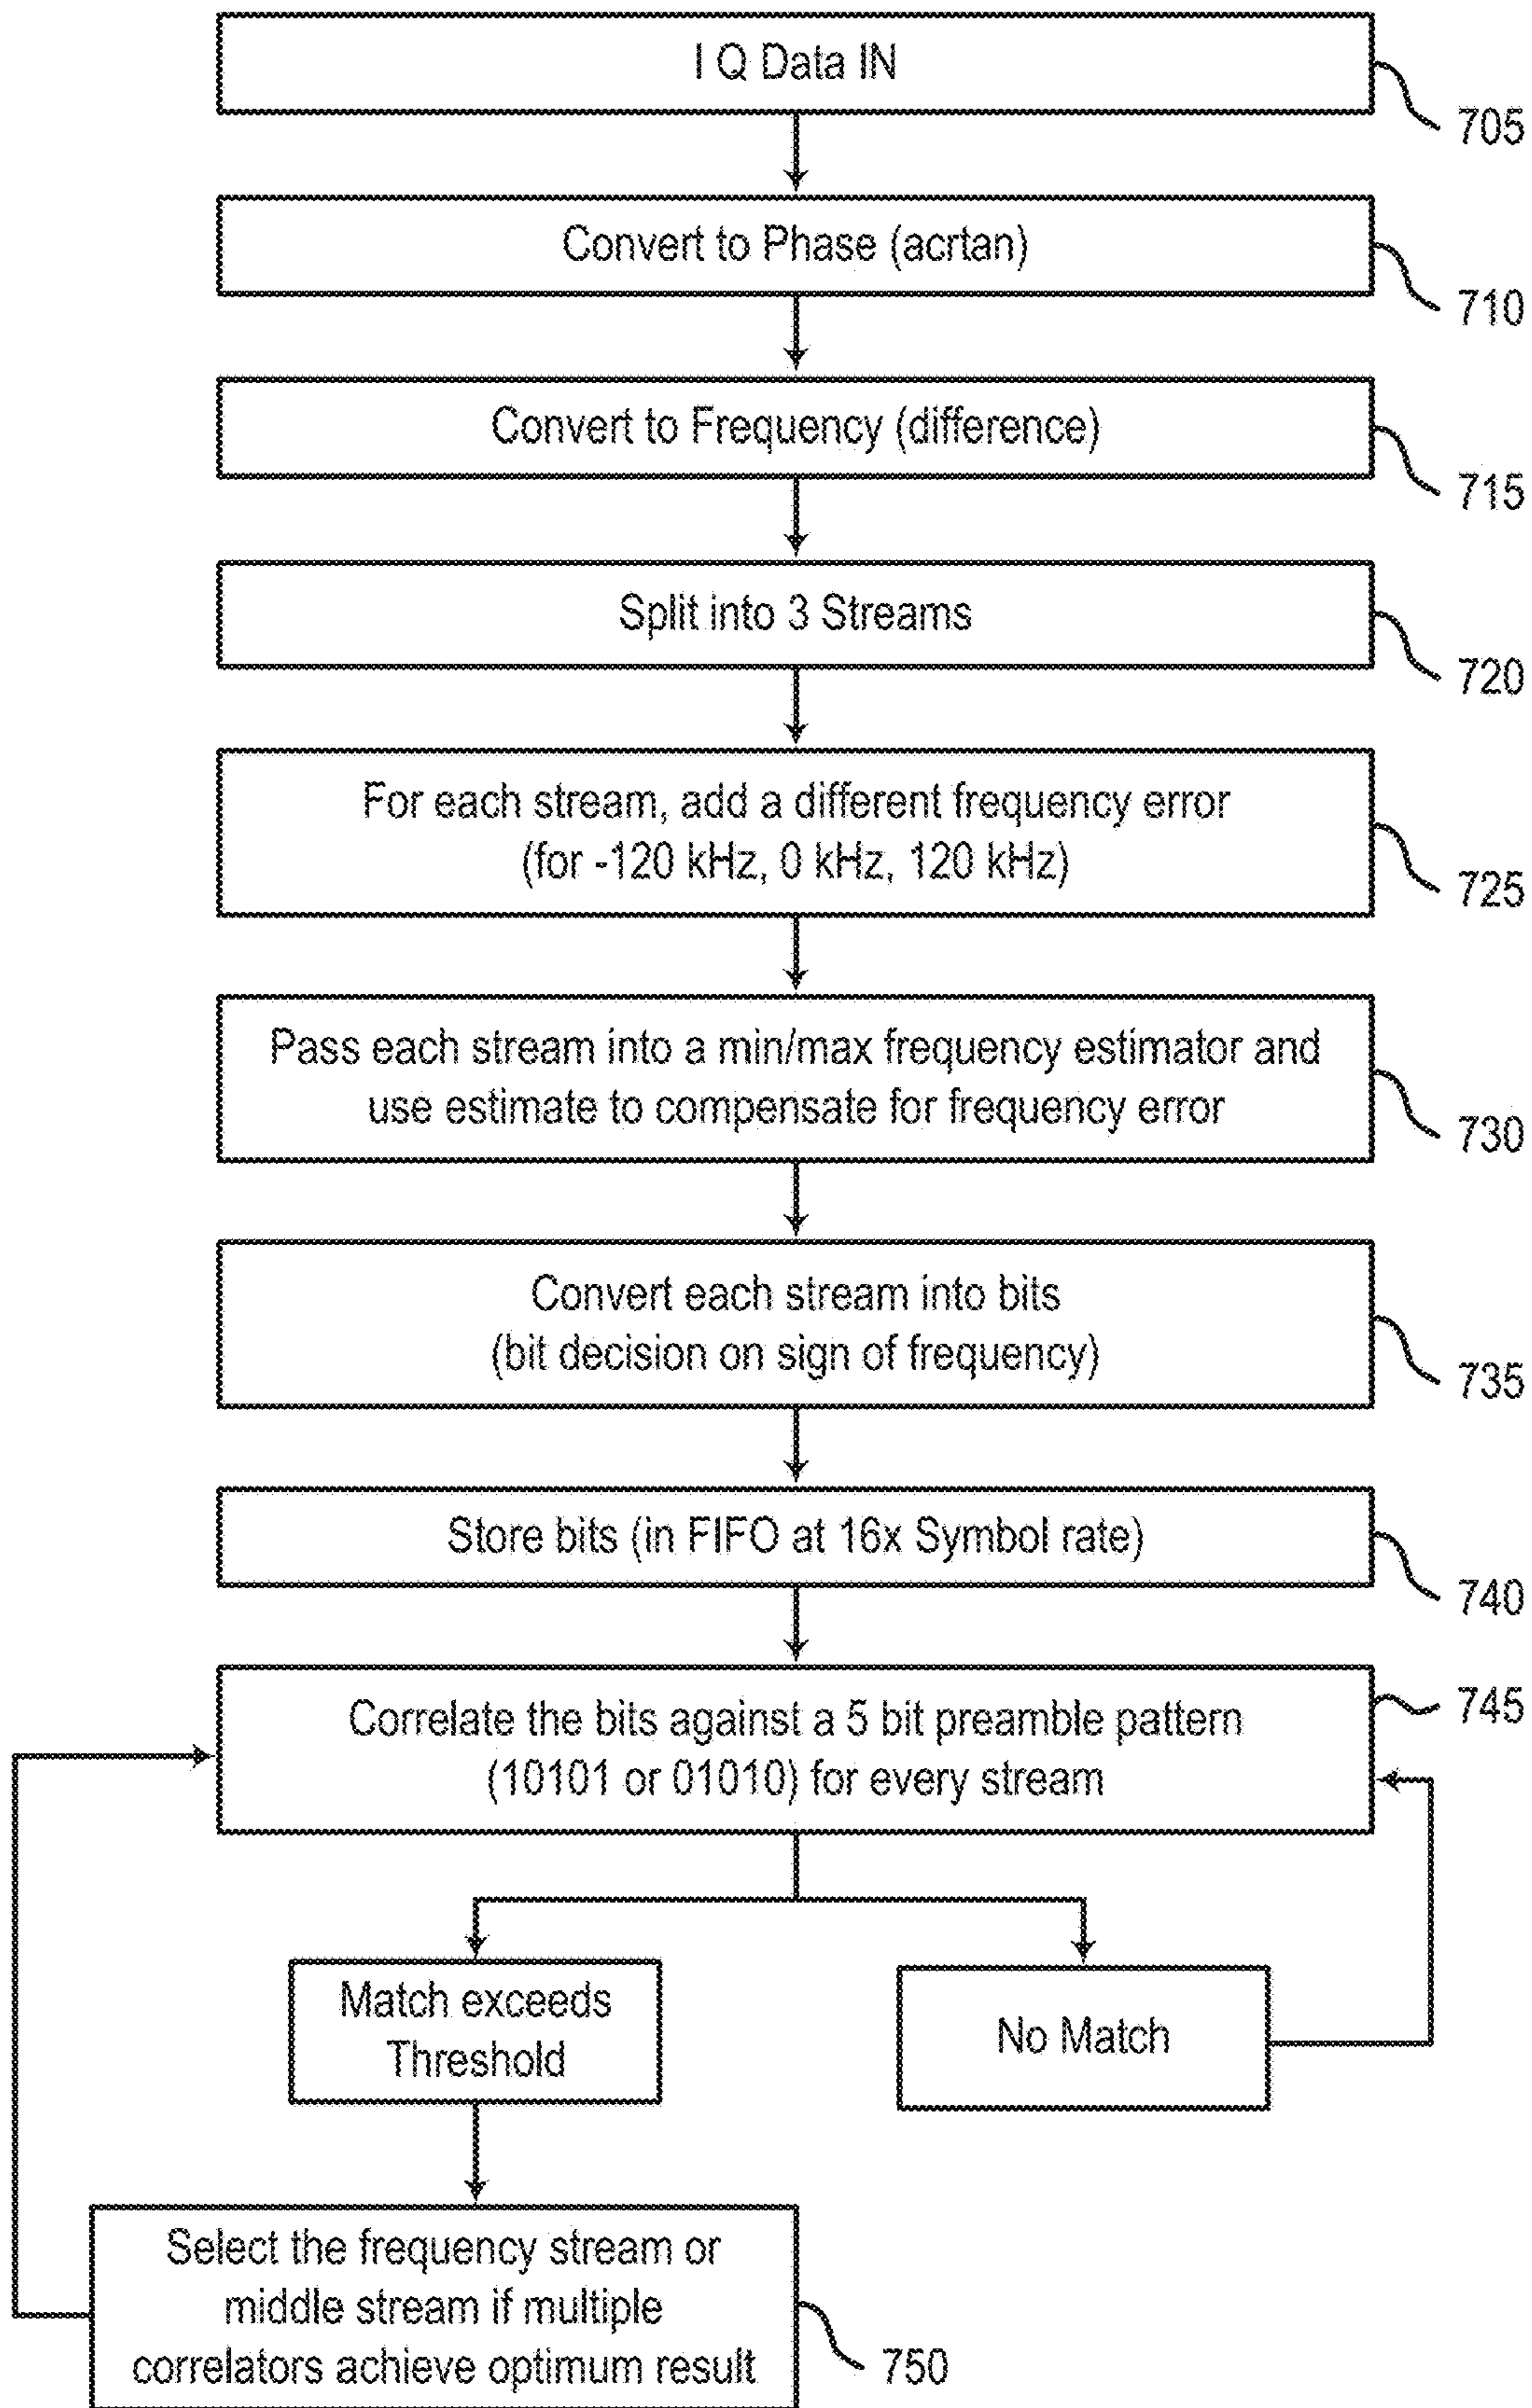 I Q Data IN
705
Convert to Phase (acrtan)
710
Convert to Frequency (difference)
715
Split into 3 Streams
720
For each stream, add a different frequency error
(for -120 kHz, 0 kHz, 120 kHz)
725
Pass each stream into a min/max frequency estimator and
use estimate to compensate for frequency error
730
Convert each stream into bits
(bit decision on sign of frequency)
735
Store bits (in FIFO at 16x Symbol rate)
740
Correlate the bits against a 5 bit preamble pattern
(10101 or 01010) for every stream
745
Match exceeds
Threshold
No Match
Select the frequency stream or
middle stream if multiple
correlators achieve optimum result
750